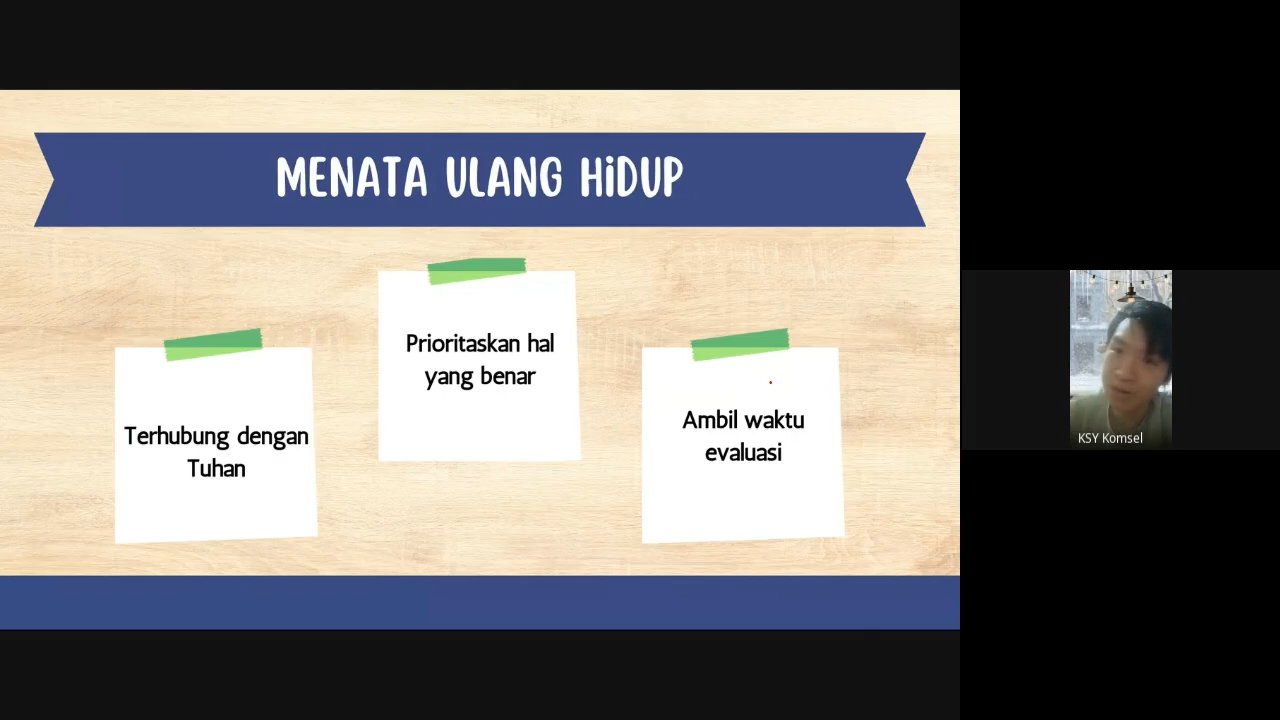 MENATA ULANG HiDUP
Prioritaskan hal
yang benar
Terhubung dengan
Tuhan
Ambil waktu
evaluasi
KSY Komsel